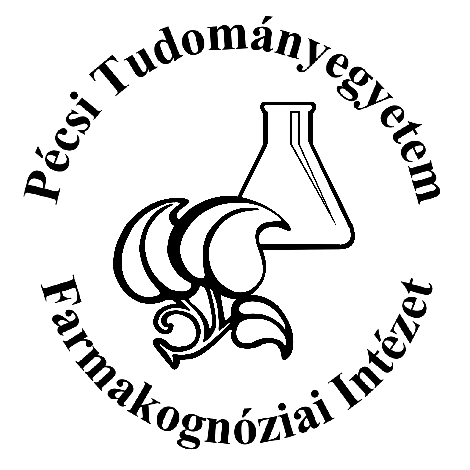 Pécsi Tudományegyetem
Farmakognóziai Intézet